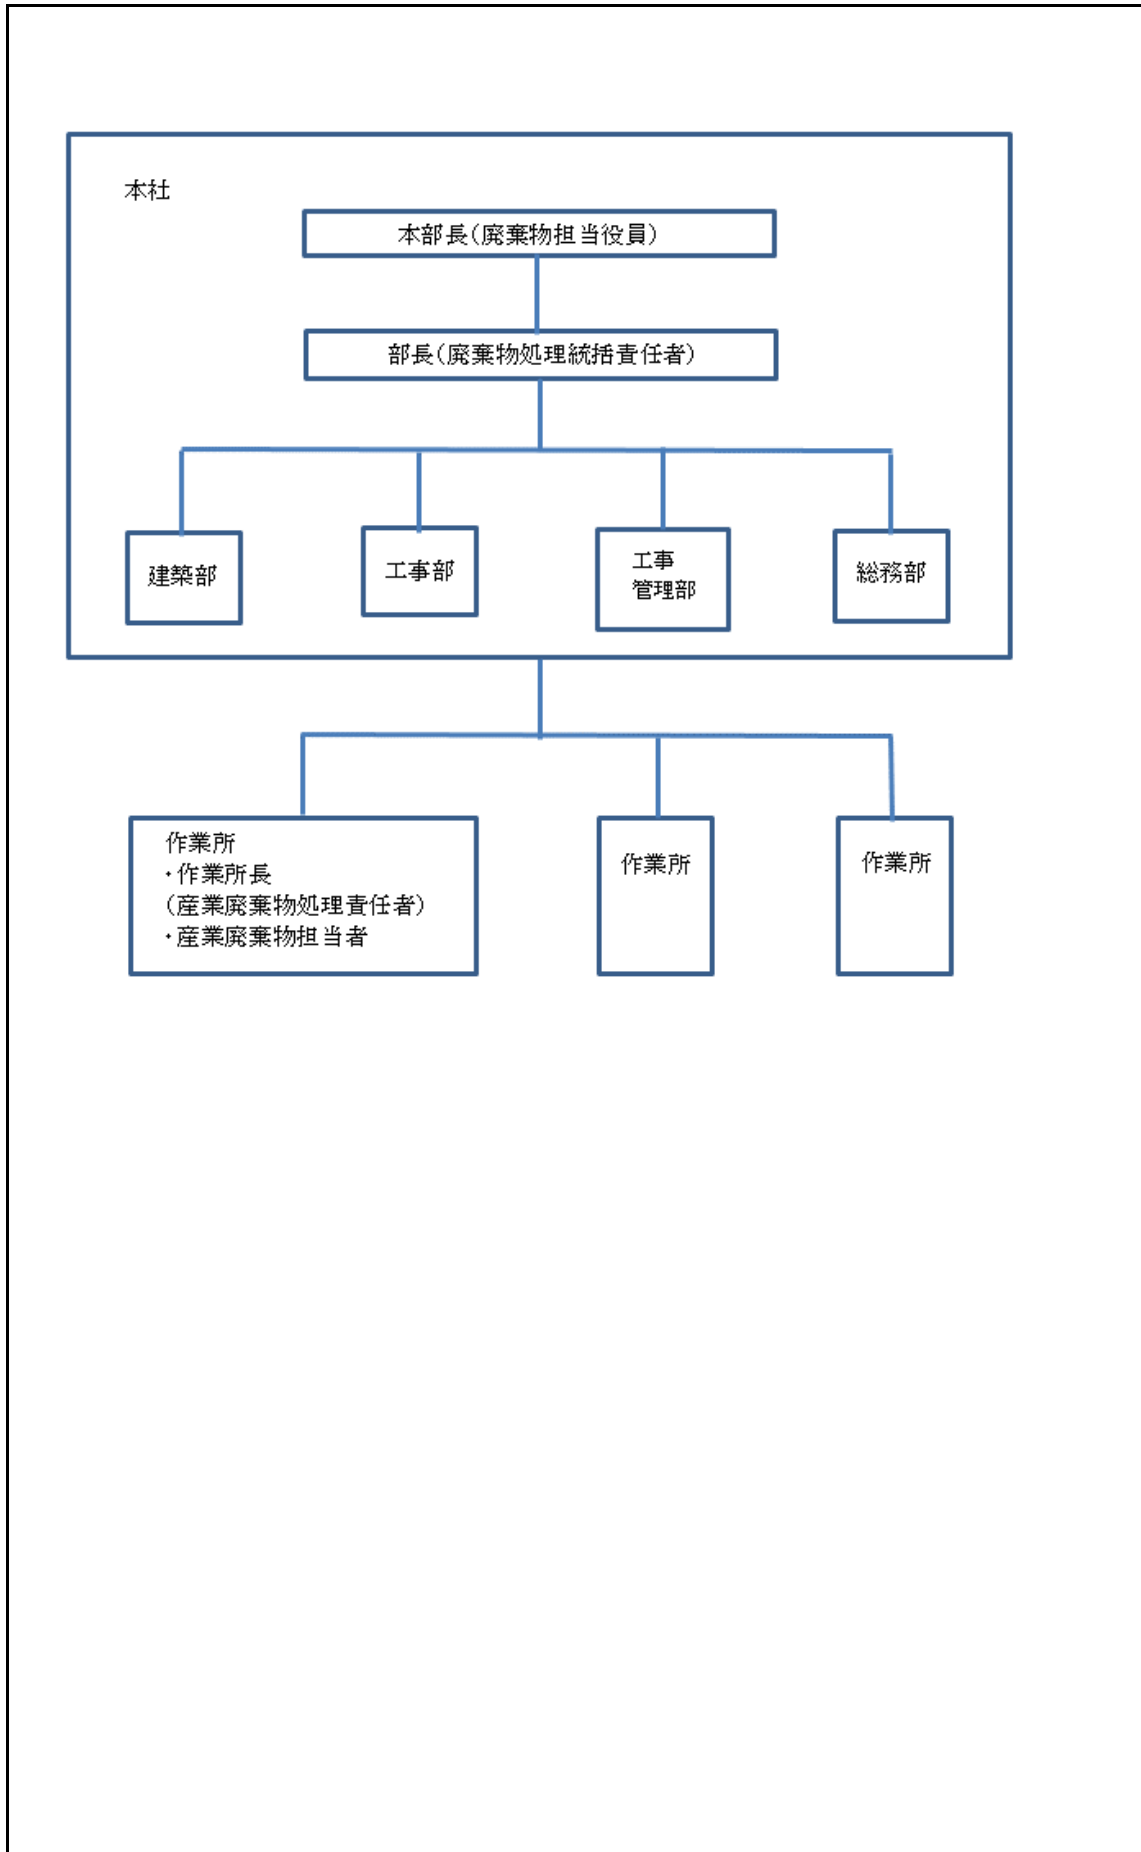 本社
本部長(廃棄物担当役員)
部長(廃棄物処理統括責任者)
建築部
工事部
工事
管理部
総務部
作業所
・作業所長
(産業廃棄物処理責任者)
・産業廃棄物担当者
作業所
作業所